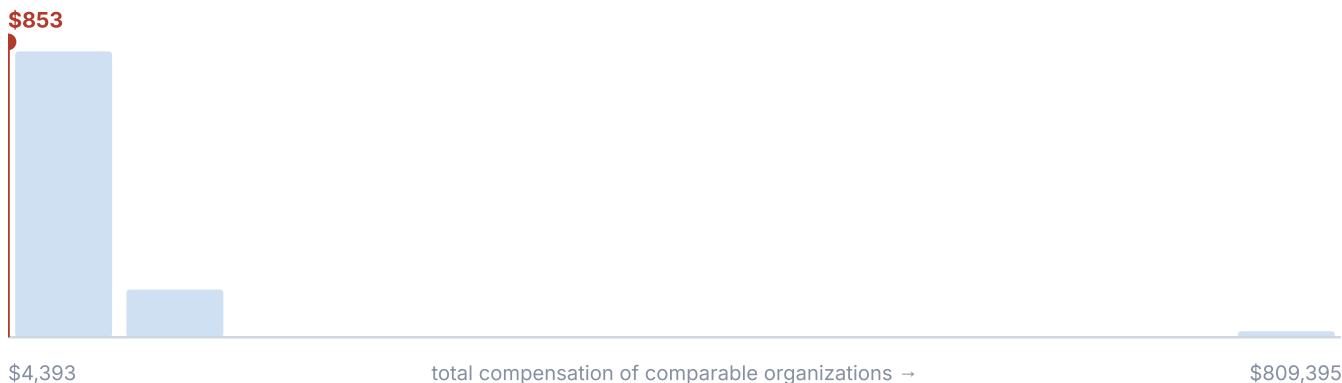 $853
$4,393 total compensation of comparable organizations → $809,395